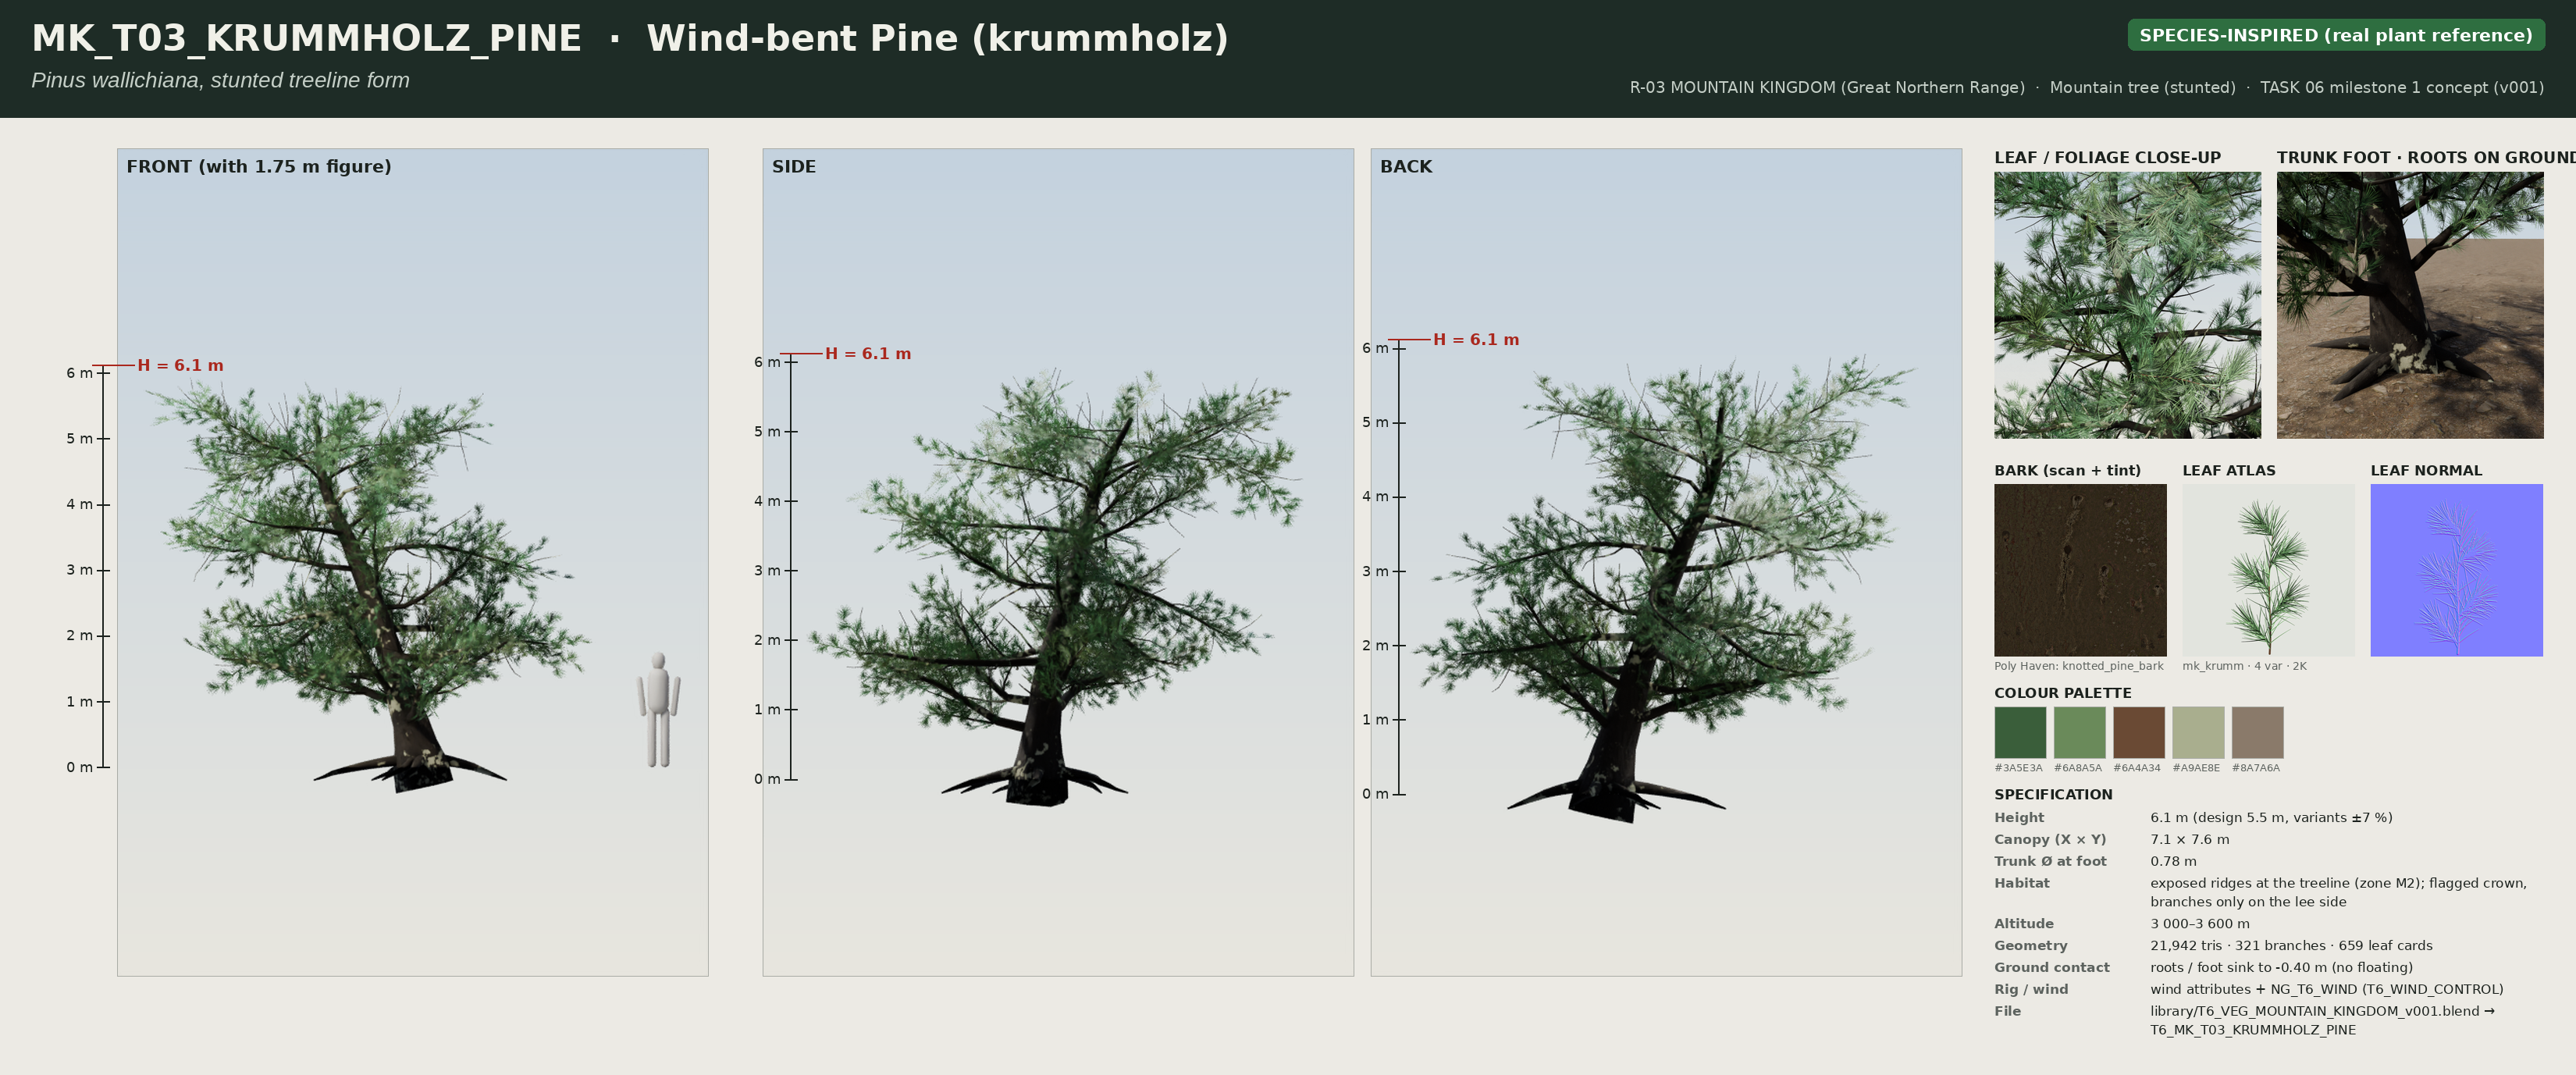 MK_T03_KRUMMHOLZ_PINE · Wind-bent Pine (krummholz)
SPECIES-INSPIRED (real plant reference)
Pinus wallichiana, stunted treeline form
R-03 MOUNTAIN KINGDOM (Great Northern Range) · Mountain tree (stunted) · TASK 06 milestone 1 concept (v001)
FRONT (with 1.75 m figure)
H = 6.1 m
6 m
5 m
4 m
3 m
2 m
1 m
0 m
SIDE
H = 6.1 m
6 m
5 m
4 m
3 m
2 m
1 m
0 m
BACK
H = 6.1 m
6 m
5 m
4 m
3 m
2 m
1 m
0 m
LEAF / FOLIAGE CLOSE-UP
TRUNK FOOT · ROOTS ON GROUND
BARK (scan + tint)
LEAF ATLAS
LEAF NORMAL
Poly Haven: knotted_pine_bark
mk_krumm · 4 var · 2K
COLOUR PALETTE
#3A5E3A #6A8A5A #6A4A34 #A9AE8E #8A7A6A
SPECIFICATION
Height 6.1 m (design 5.5 m, variants ±7 %)
Canopy (X × Y) 7.1 × 7.6 m
Trunk Ø at foot 0.78 m
Habitat exposed ridges at the treeline (zone M2); flagged crown,
branches only on the lee side
Altitude 3 000–3 600 m
Geometry 21,942 tris · 321 branches · 659 leaf cards
Ground contact roots / foot sink to -0.40 m (no floating)
Rig / wind wind attributes + NG_T6_WIND (T6_WIND_CONTROL)
File library/T6_VEG_MOUNTAIN_KINGDOM_v001.blend →
T6_MK_T03_KRUMMHOLZ_PINE